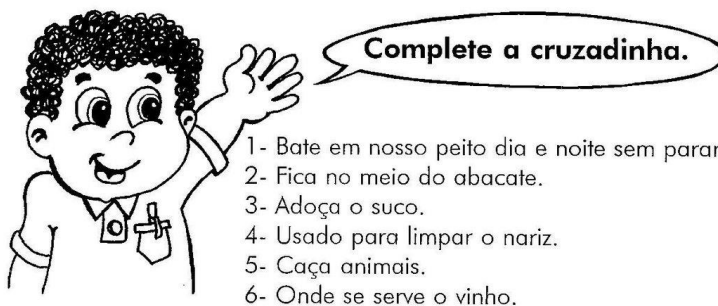 Complete a cruzadinha.
1- Bate em nosso peito dia e noite sem parar
2- Fica no meio do abacate.
3- Adoça o suco.
4- Usado para limpar o nariz.
5- Caça animais.
6- Onde se serve o vinho.